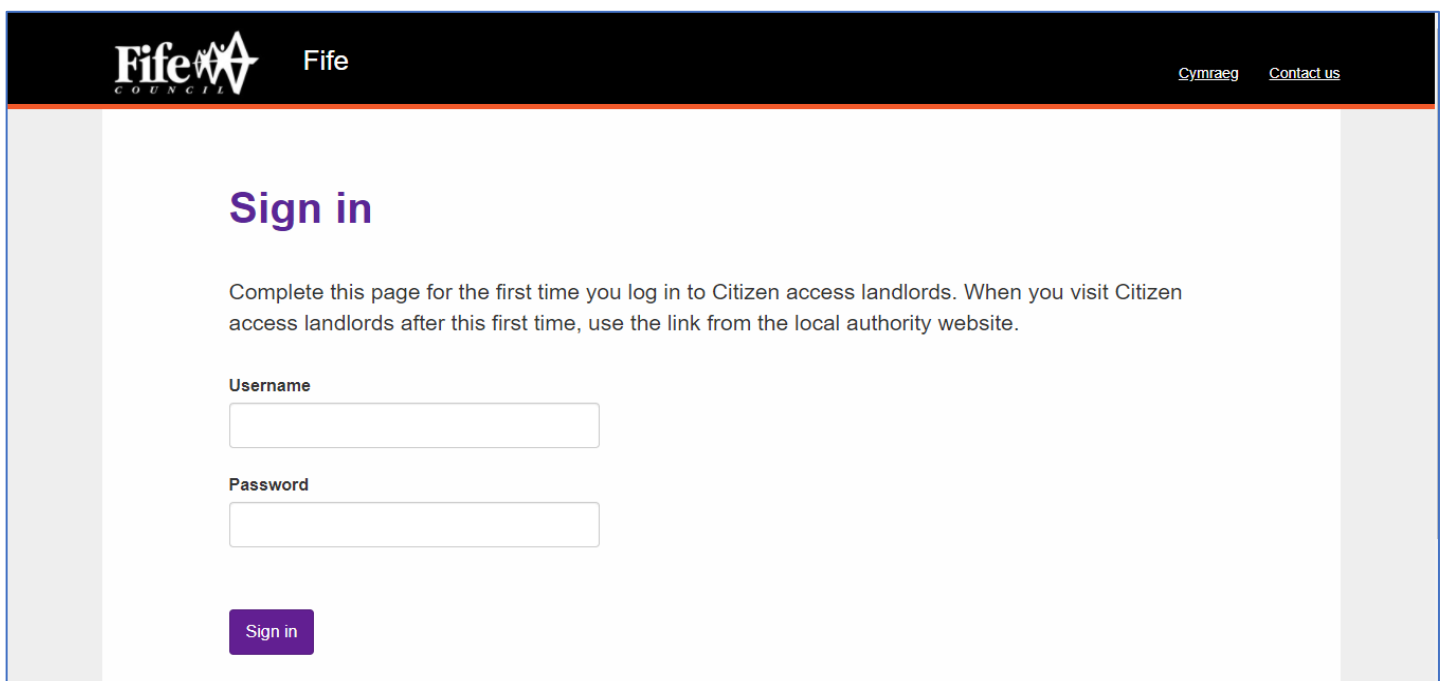 Fife
COUNCIL
Fife
Cymraeg Contact us
Sign in
Complete this page for the first time you log in to Citizen access landlords. When you visit Citizen
access landlords after this first time, use the link from the local authority website.
Username
Password
Sign in